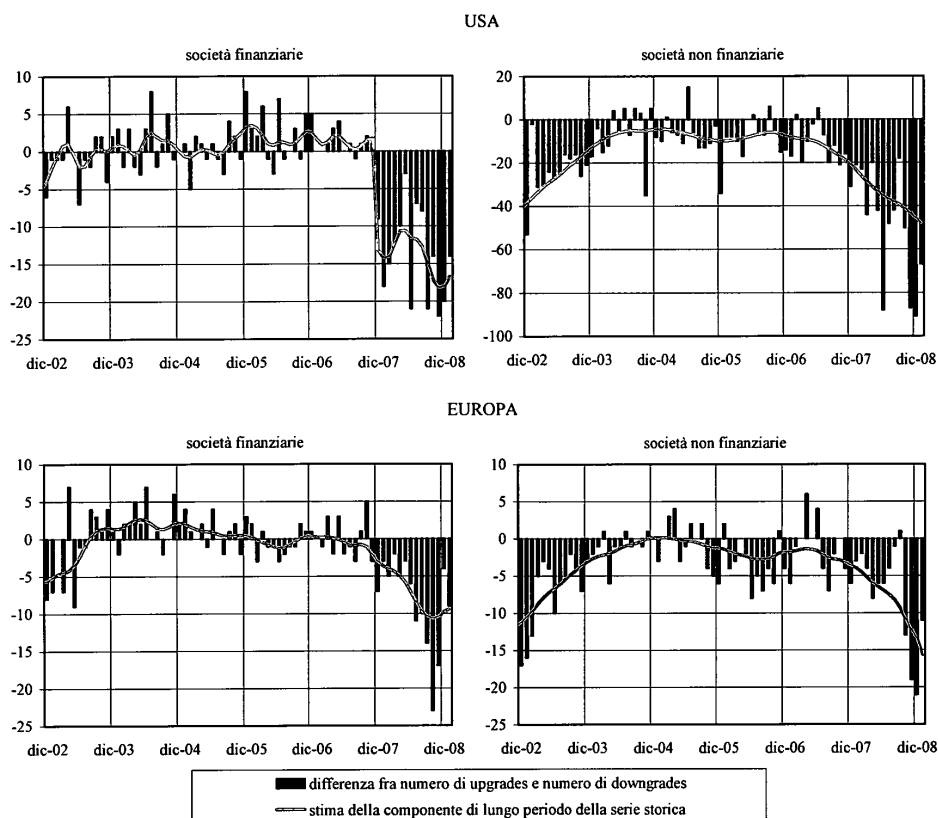 USA
società finanziarie
10
5
0
-5
-10
-15
-20
-25
dic-02 dic-03 dic-04 dic-05 dic-06 dic-07 dic-08
società non finanziarie
20
0
-20
-40
-60
-80
-100
dic-02 dic-03 dic-04 dic-05 dic-06 dic-07 dic-08
EUROPA
società finanziarie
10
5
0
-5
-10
-15
-20
-25
dic-02 dic-03 dic-04 dic-05 dic-06 dic-07 dic-08
società non finanziarie
10
5
0
-5
-10
-15
-20
-25
dic-02 dic-03 dic-04 dic-05 dic-06 dic-07 dic-08
differenza fra numero di upgrades e numero di downgrades
stima della componente di lungo periodo della serie storica